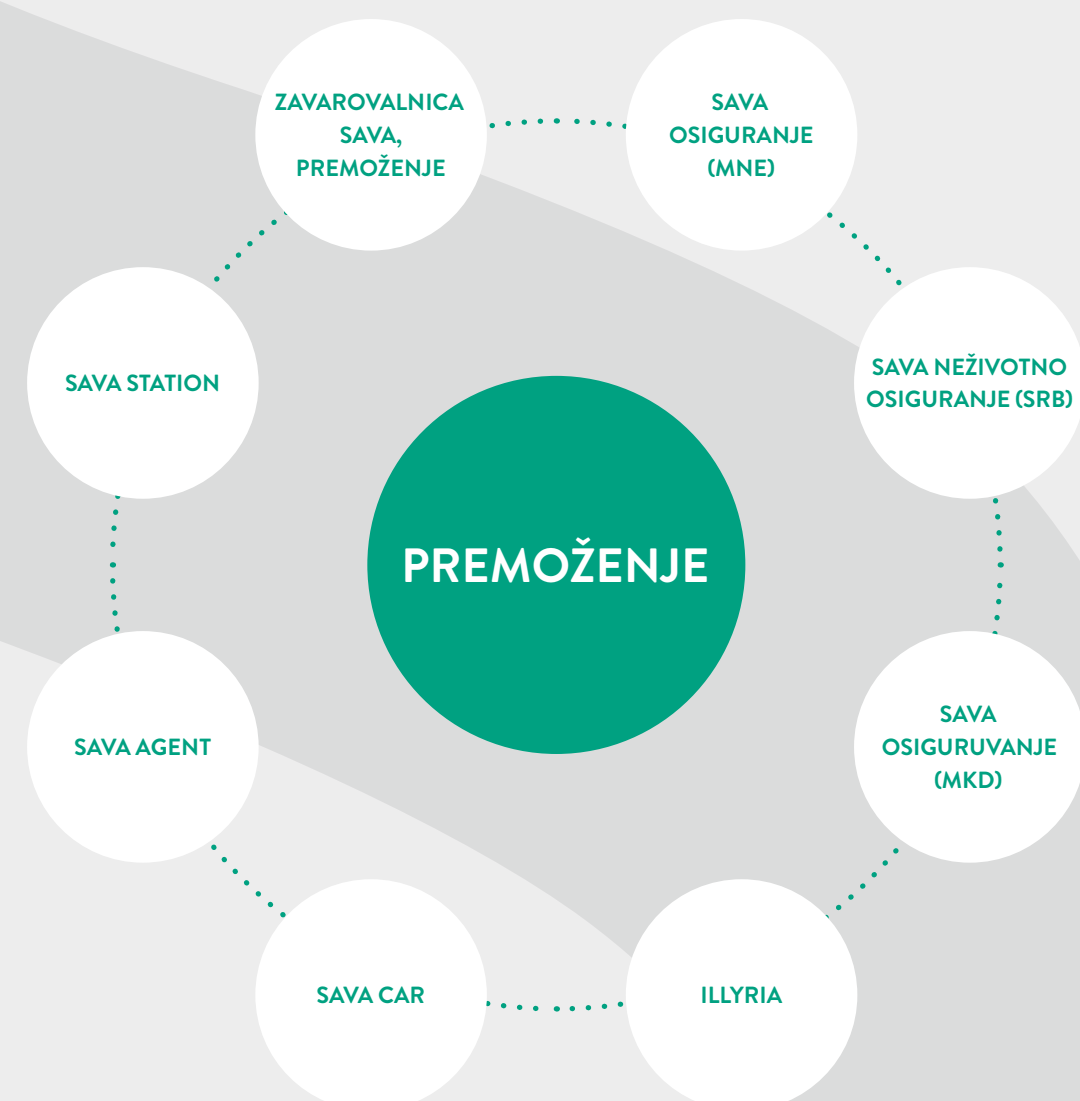 ZAVAROVALNICA
SAVA,
PREMOŽENJE
SAVA
OSIGURANJE
(MNE)
SAVA STATION
SAVA NEŽIVOTNO
OSIGURANJE (SRB)
PREMOŽENJE
SAVA AGENT
SAVA
OSIGURUVANJE
(MKD)
SAVA CAR
ILLYRIA